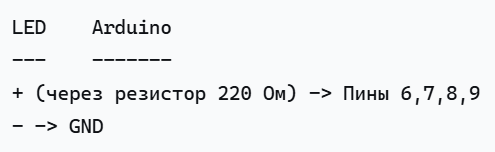 LED    Arduino
---    -------
+ (через резистор 220 Ом) -> Пины 6,7,8,9
- -> GND